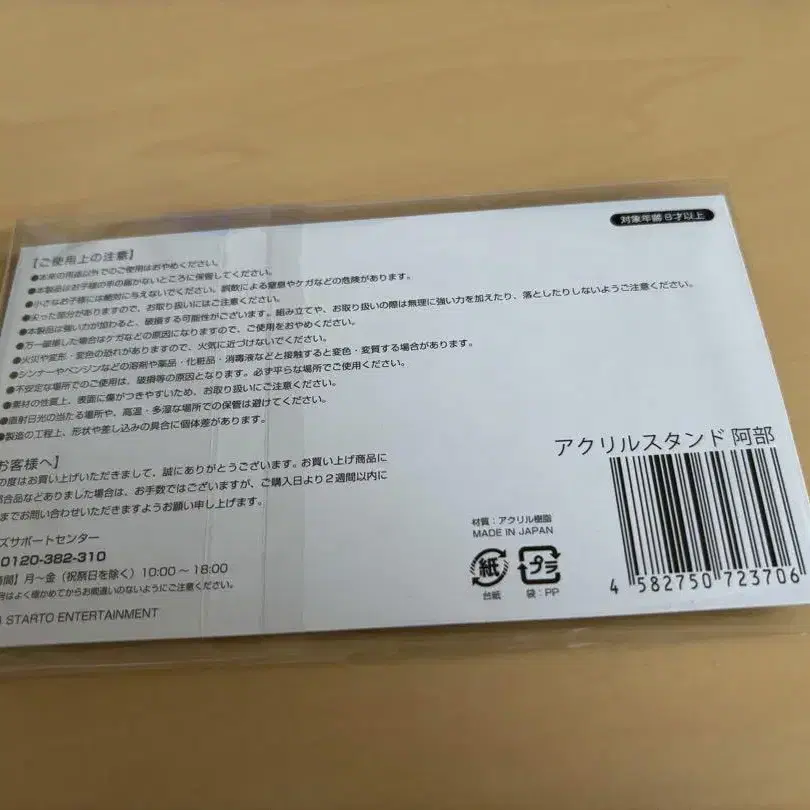 対象年齢 8才以上
【ご使用上の注意】
●本来の用途以外でのご使用はおやめください。
●本製品はお子様の手の届かないところに保管してください。
●小さなお子様には絶対に与えないでください。誤飲による窒息やケガなどの危険があります。
●尖った部分がありますので、お取り扱いにはご注意ください。
●本製品は強い力が加わると、破損する可能性がございます。組み立てや、お取り扱いの際は無理に強い力を加えたり、落としたりしないようご注意ください。
●万一破損した場合はケガなどの原因になりますので、ご使用をおやめください。
●火災や変形・変色の恐れがありますので、火気に近づけないでください。
●シンナーやベンジンなどの溶剤や薬品・化粧品・消毒液などと接触すると変色・変質する場合があります。
●不安定な場所でのご使用は、破損等の原因となります。必ず平らな場所でご使用ください。
●素材の性質上、表面に傷がつきやすいため、お取り扱いにご注意ください。
●直射日光の当たる場所や、高温・多湿な場所での保管は避けてください。
●製造の工程上、形状や差し込みの具合に個体差があります。
お客様へ】
の度はお買い上げいただきまして、誠にありがとうございます。お買い上げ商品に
合品などありました場合は、お手数ではございますが、ご購入日より2週間以内に
までお問い合わせいただきますようお願い申し上げます。
ズサポートセンター
0120-382-310
時間】月~金(祝祭日を除く)10:00~18:00
号はよく確かめてからお間違いのないようにご注意ください。
STARTO ENTERTAINMENT
アクリルスタンド 阿部
材質:アクリル樹脂
MADE IN JAPAN
紙 プラ
台紙 袋:PP
4 582750 723706